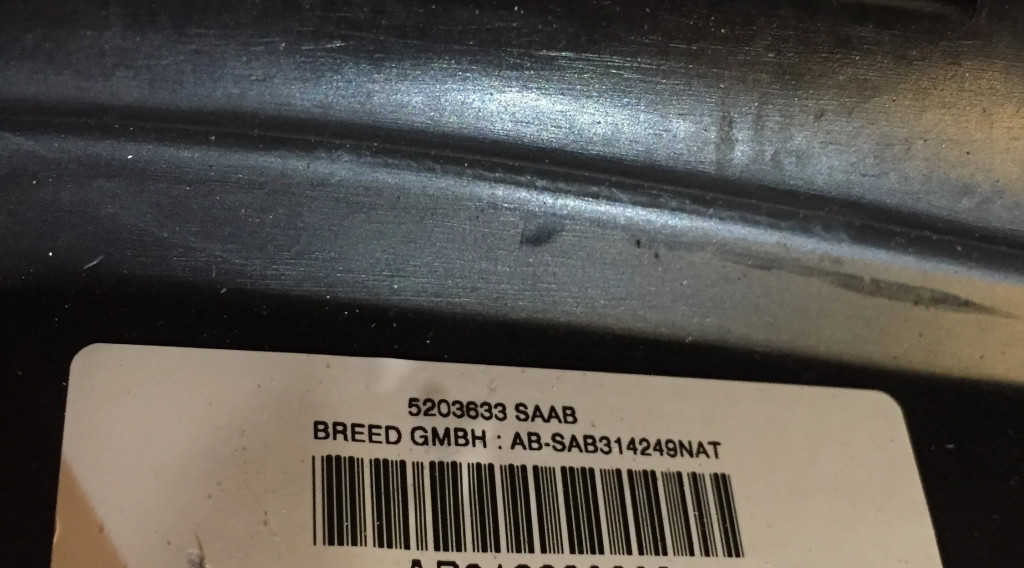 5203633 SAAB
BREED GMBH : AB-SAB314249NAT